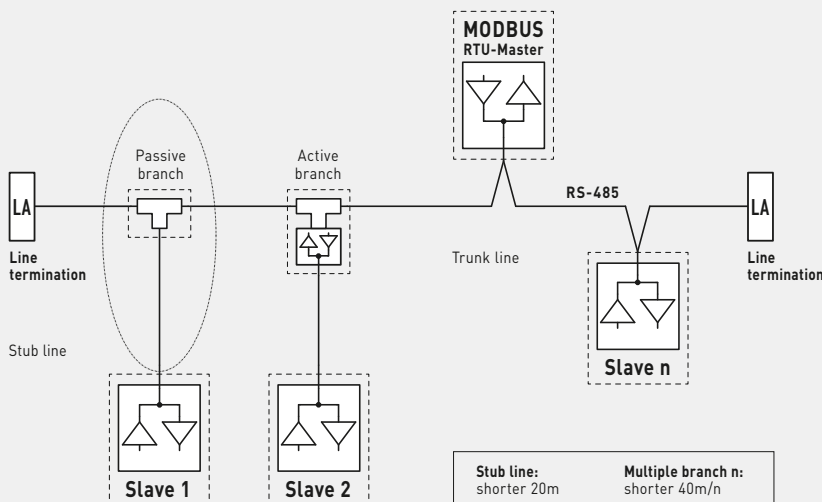 MODBUS
RTU-Master
Passive
branch
Active
branch
LA
RS-485
LA
Line
termination
Trunk line
Line
termination
Stub line
Slave n
Slave 1
Slave 2
Stub line:
shorter 20m
Multiple branch n:
shorter 40m/n